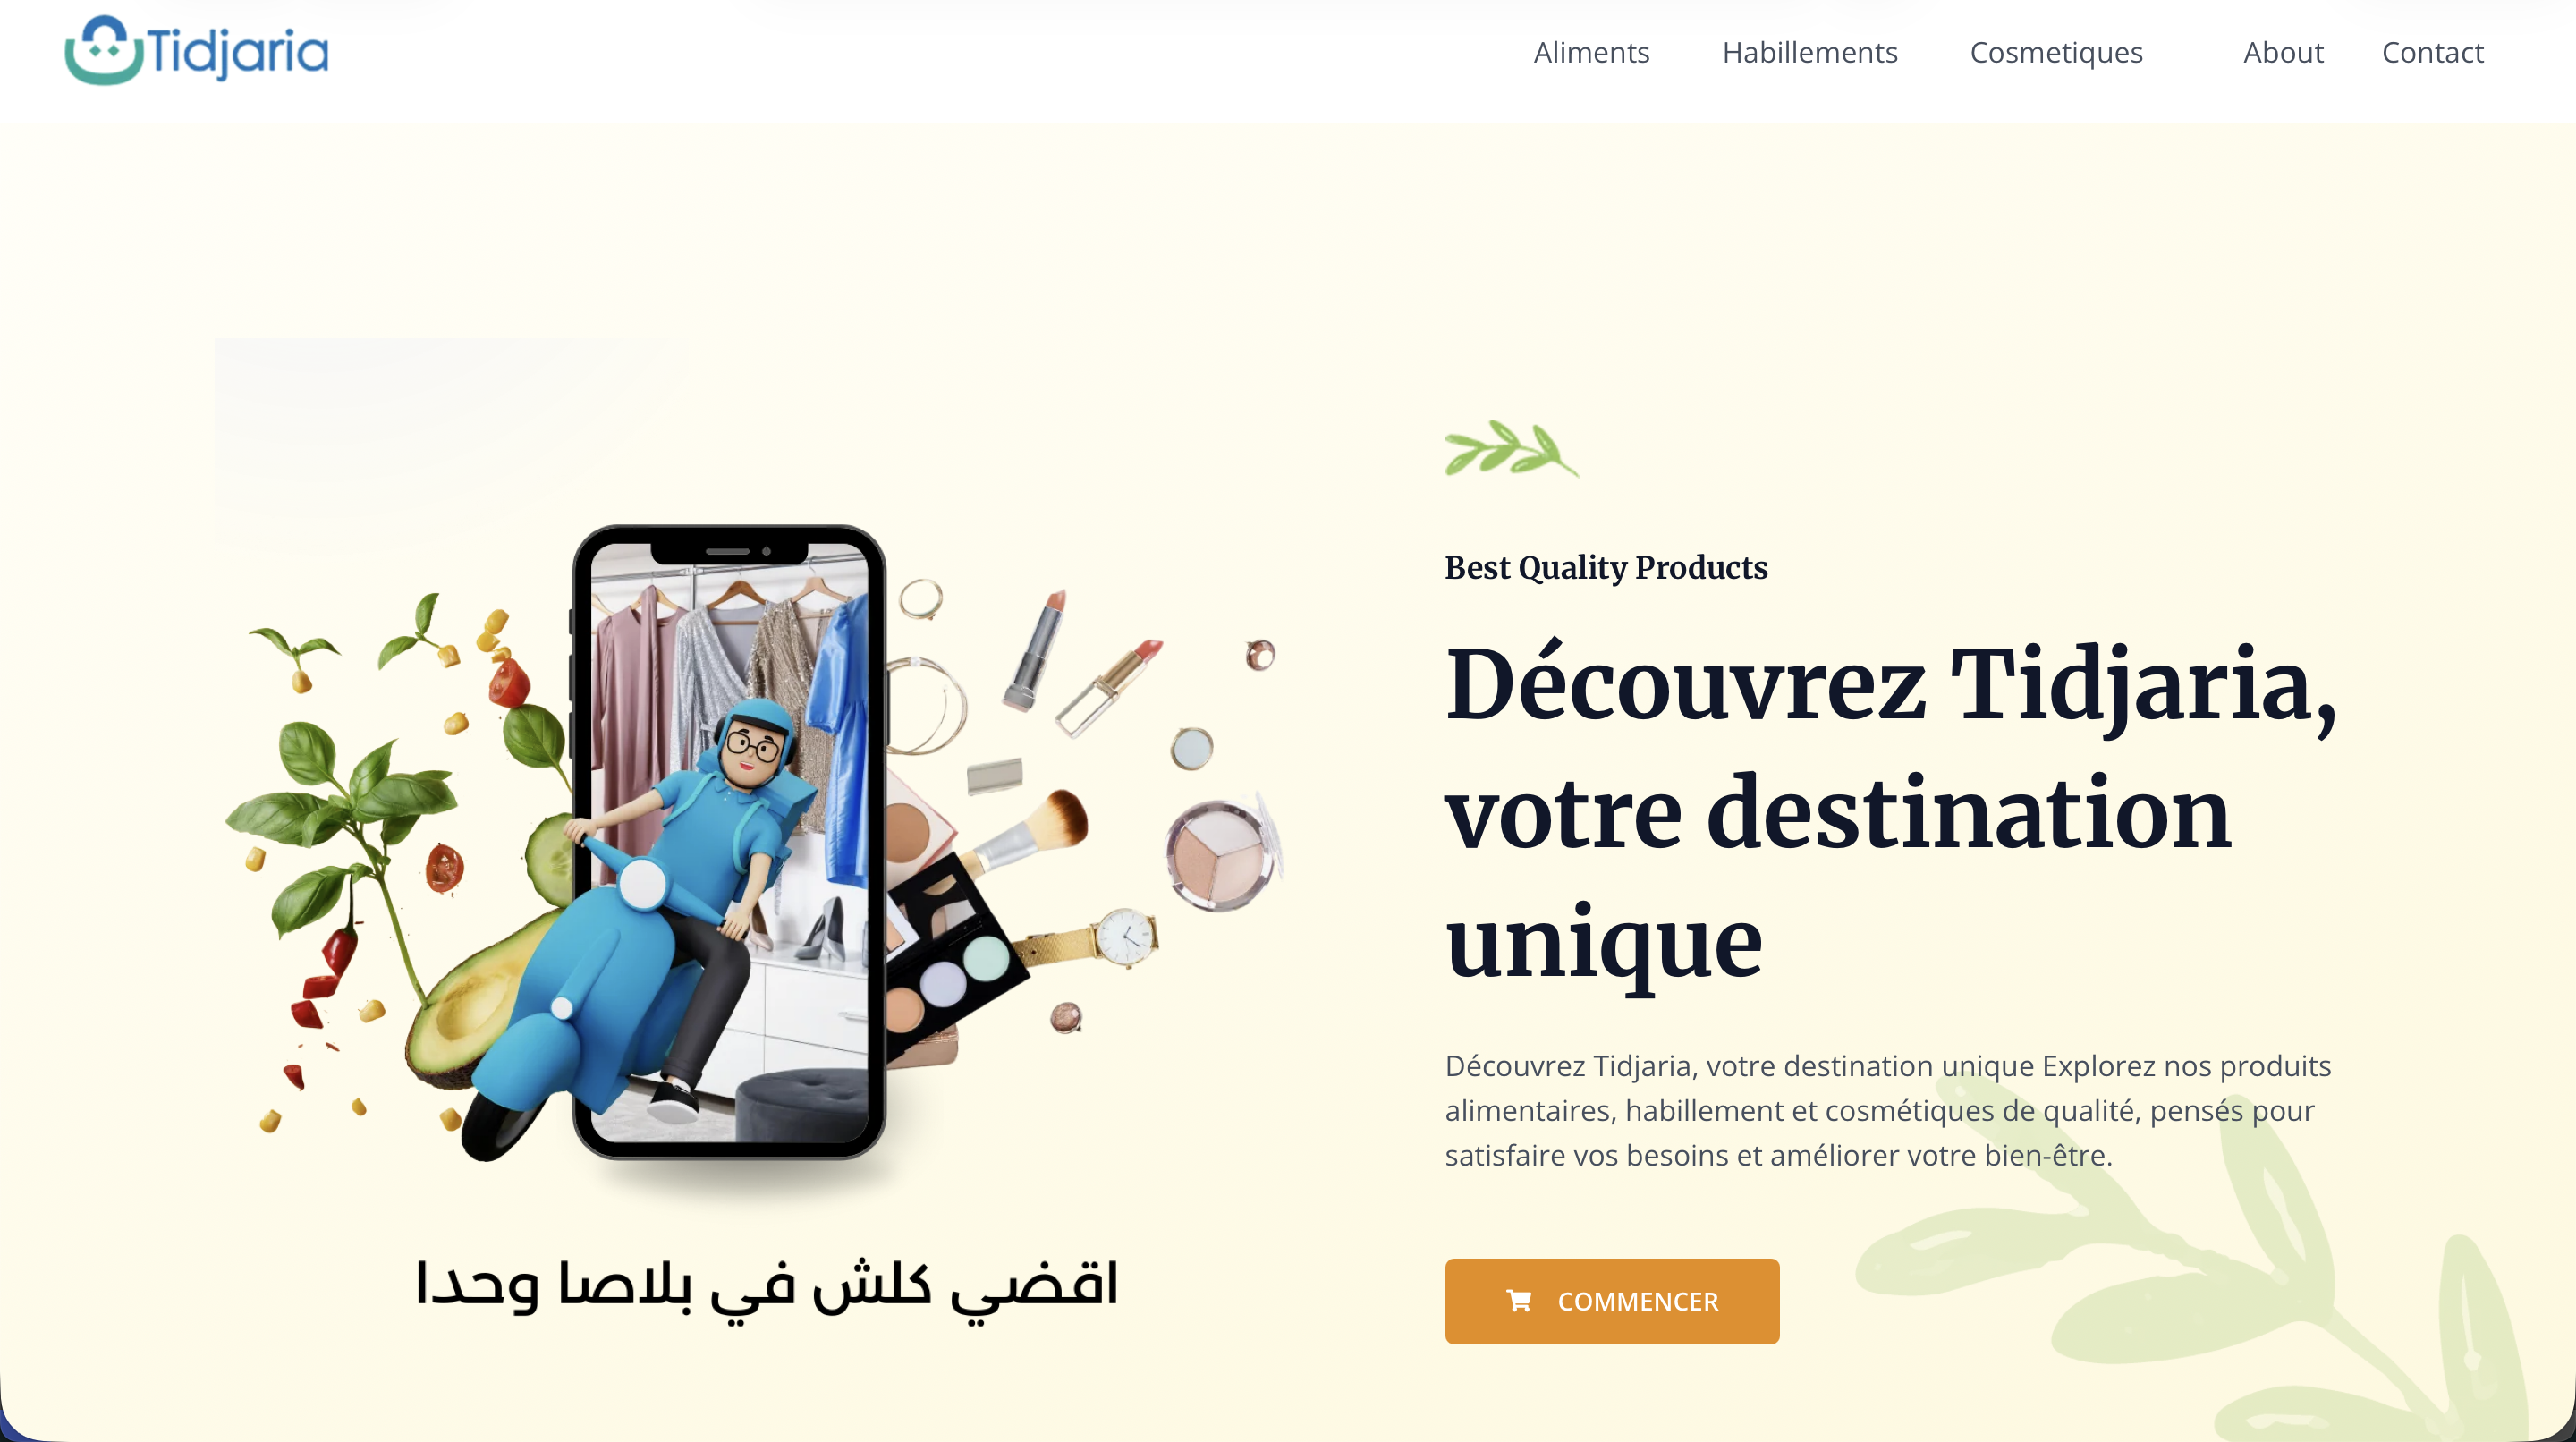 Tidjaria
Aliments Habillements Cosmetiques About Contact
Best Quality Products
Découvrez Tidjaria,
votre destination
unique
Découvrez Tidjaria, votre destination unique Explorez nos produits
alimentaires, habillement et cosmétiques de qualité, pensés pour
satisfaire vos besoins et améliorer votre bien-être.
COMMENCER
اقضي كلش في بلاصا وحدا